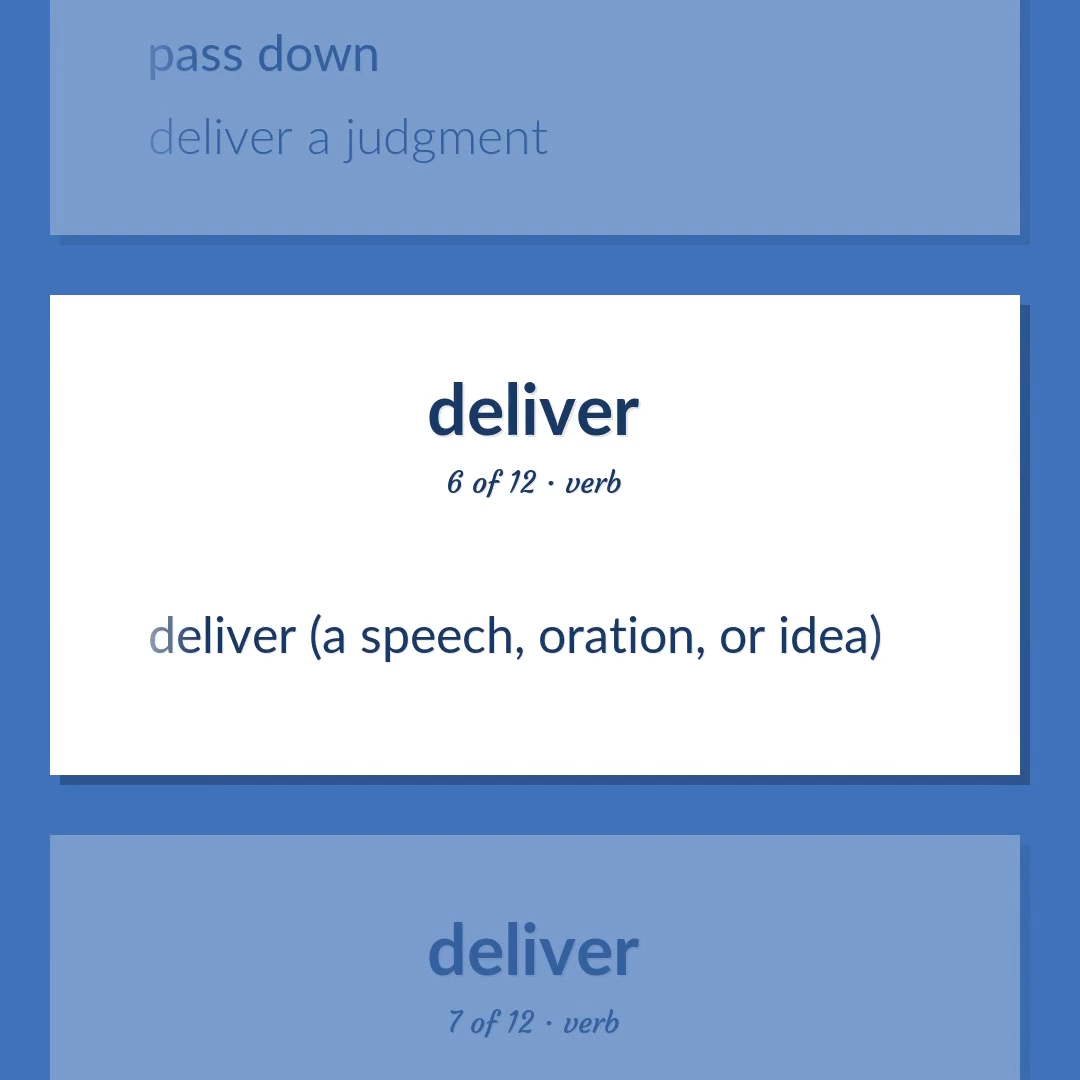 pass down
deliver a judgment
deliver
6 of 12 · verb
deliver (a speech, oration, or idea)
deliver
7 of 12 · verb